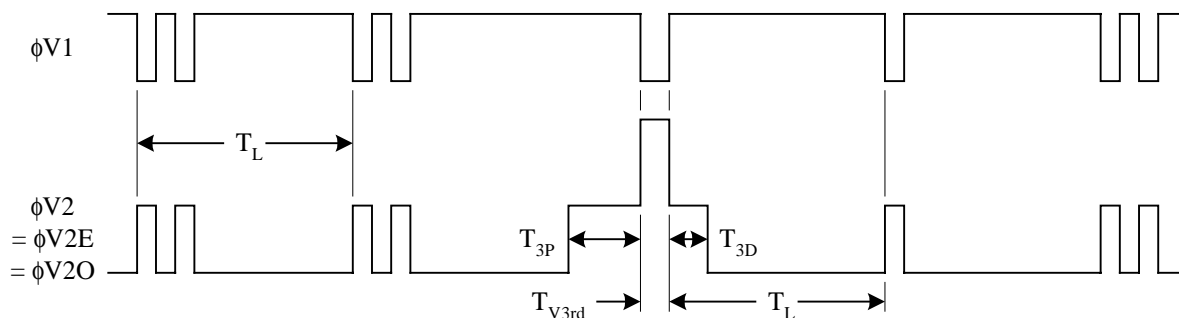 ϕV1
T_L
ϕV2
= ϕV2E
= ϕV2O
T_3P
T_3D
T_V3rd
T_L